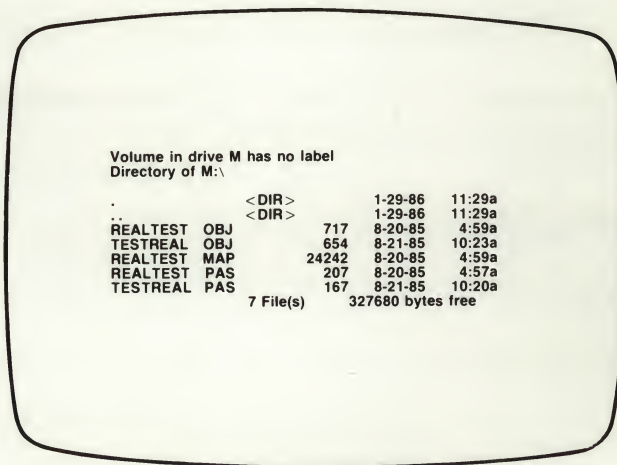 Volume in drive M has no label
Directory of M:\
. <DIR> 1-29-86 11:29a
.. <DIR> 1-29-86 11:29a
REALTEST OBJ 717 8-20-85 4:59a
TESTREAL OBJ 654 8-21-85 10:23a
REALTEST MAP 24242 8-20-85 4:59a
REALTEST PAS 207 8-20-85 4:57a
TESTREAL PAS 167 8-21-85 10:20a
7 File(s) 327680 bytes free